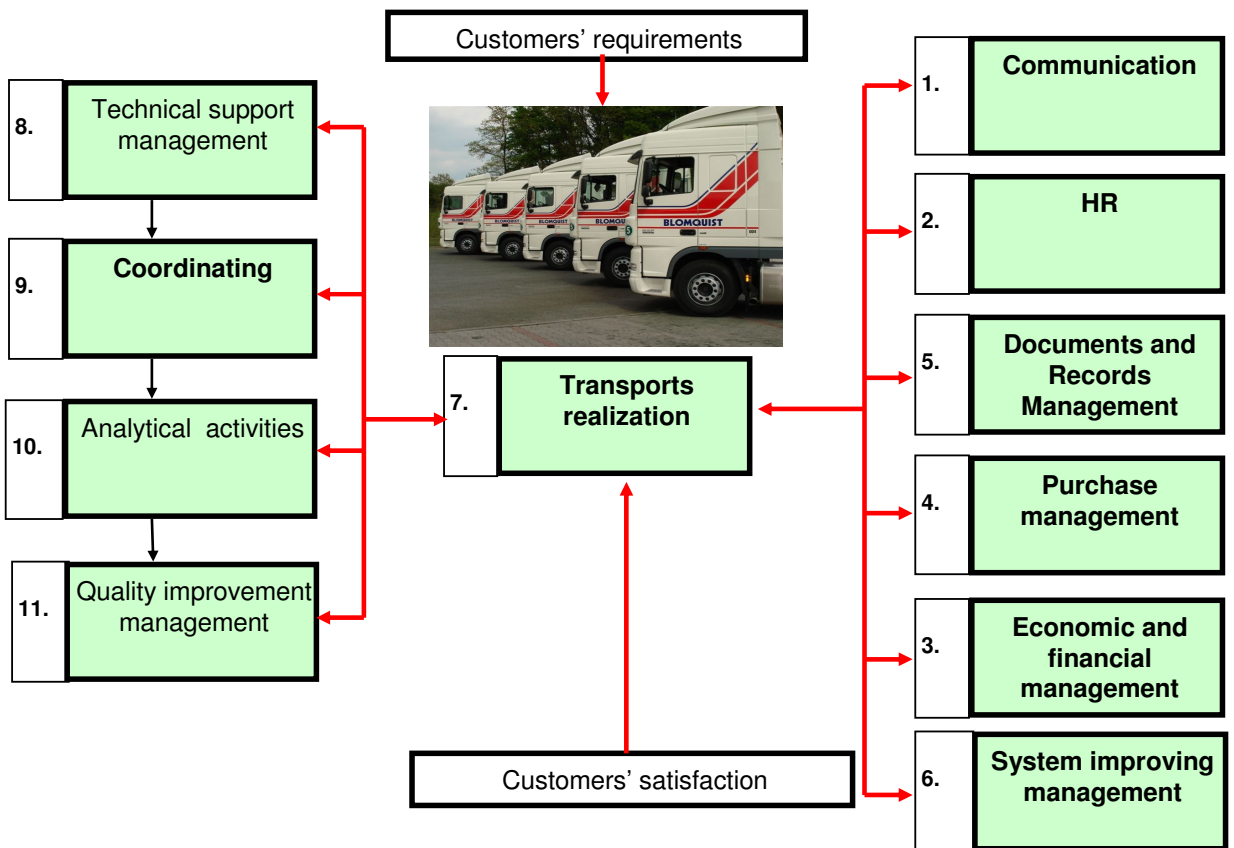 Customers’ requirements
8.
Technical support
management
9.
Coordinating
10.
Analytical activities
11.
Quality improvement
management
BLOMQUIST
BLOMQUIST
BLOMQUIST
7.
Transports
realization
Customers’ satisfaction
1.
Communication
2.
HR
5.
Documents and
Records
Management
4.
Purchase
management
3.
Economic and
financial
management
6.
System improving
management